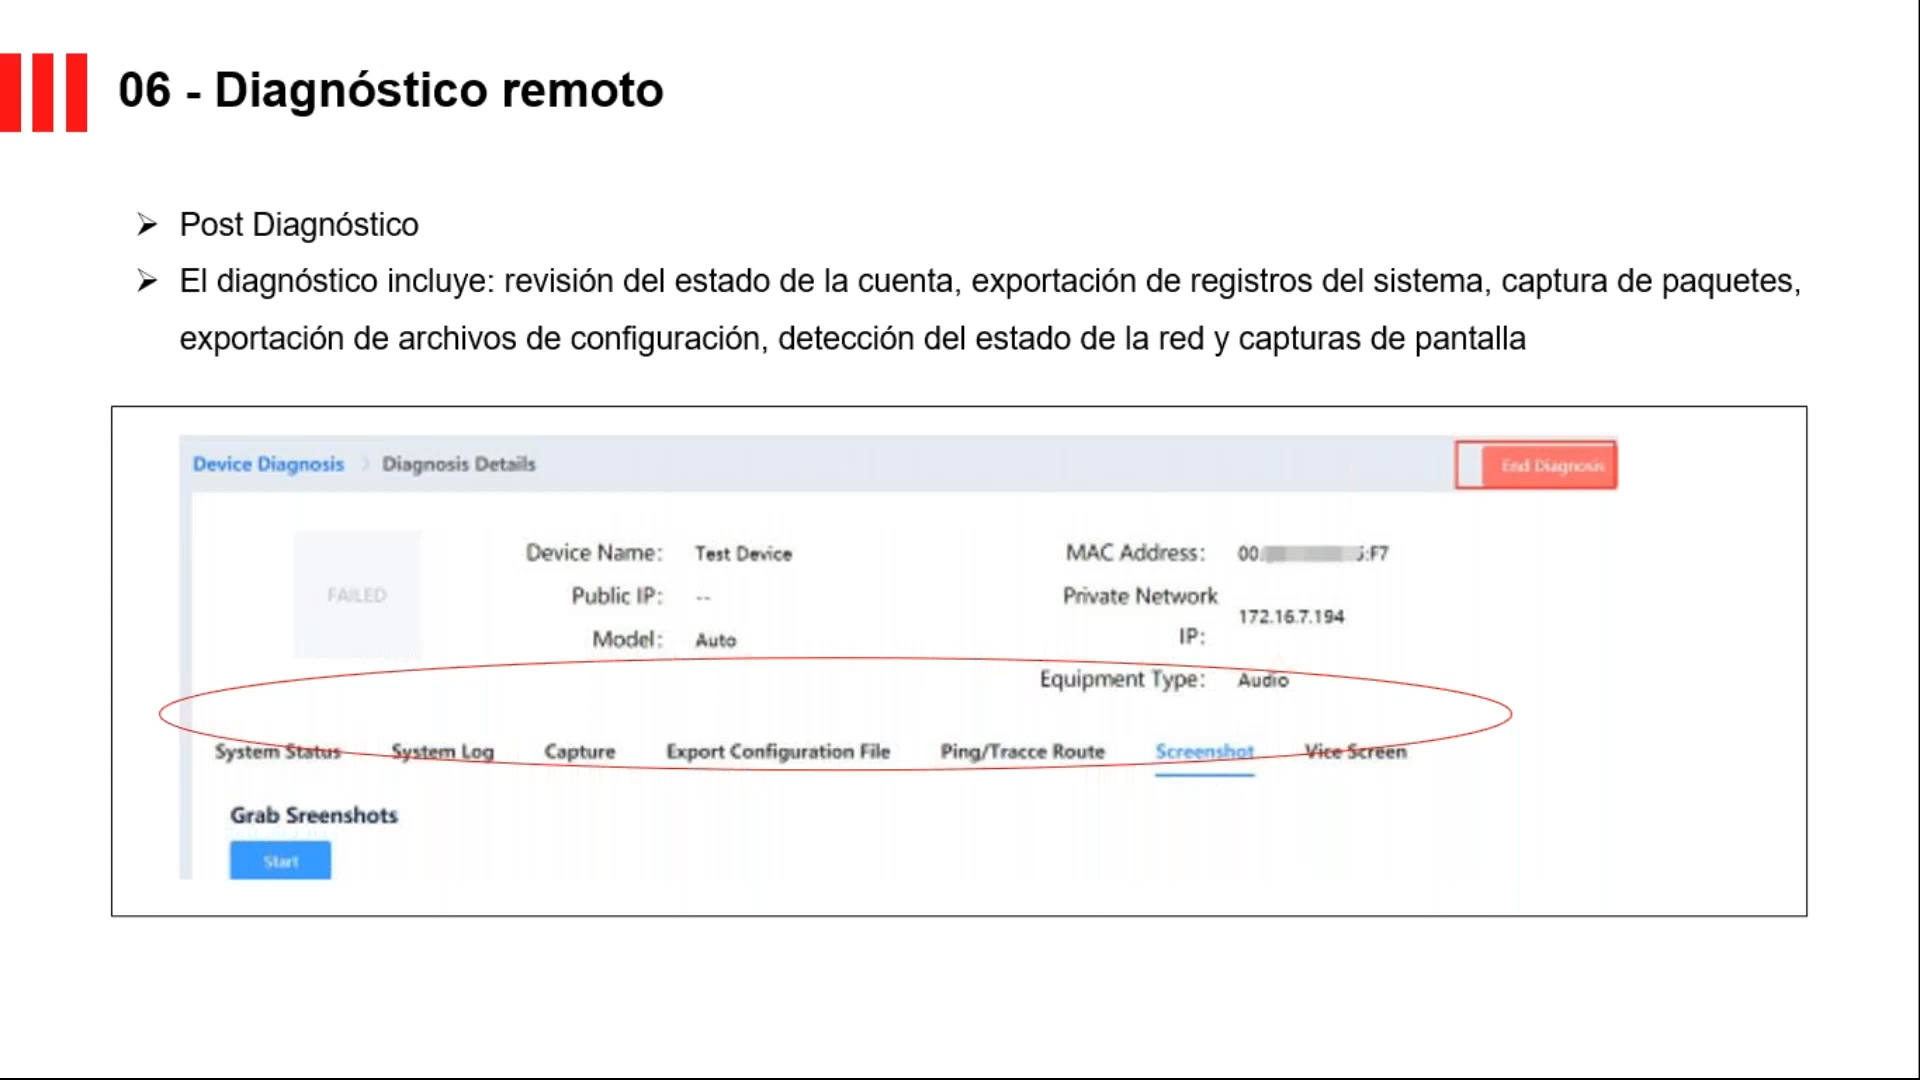 06 - Diagnóstico remoto
Post Diagnóstico
El diagnóstico incluye: revisión del estado de la cuenta, exportación de registros del sistema, captura de paquetes,
exportación de archivos de configuración, detección del estado de la red y capturas de pantalla
Device Diagnosis Diagnosis Details End Diagnosis
FAILED
Device Name: Test Device
Public IP: --
Model: Auto
MAC Address: 00: :F7
Private Network IP: 172.16.7.194
Equipment Type: Audio
System Status System Log Capture Export Configuration File Ping/Tracce Route Screenshot Vice Screen
Grab Sreenshots
Start